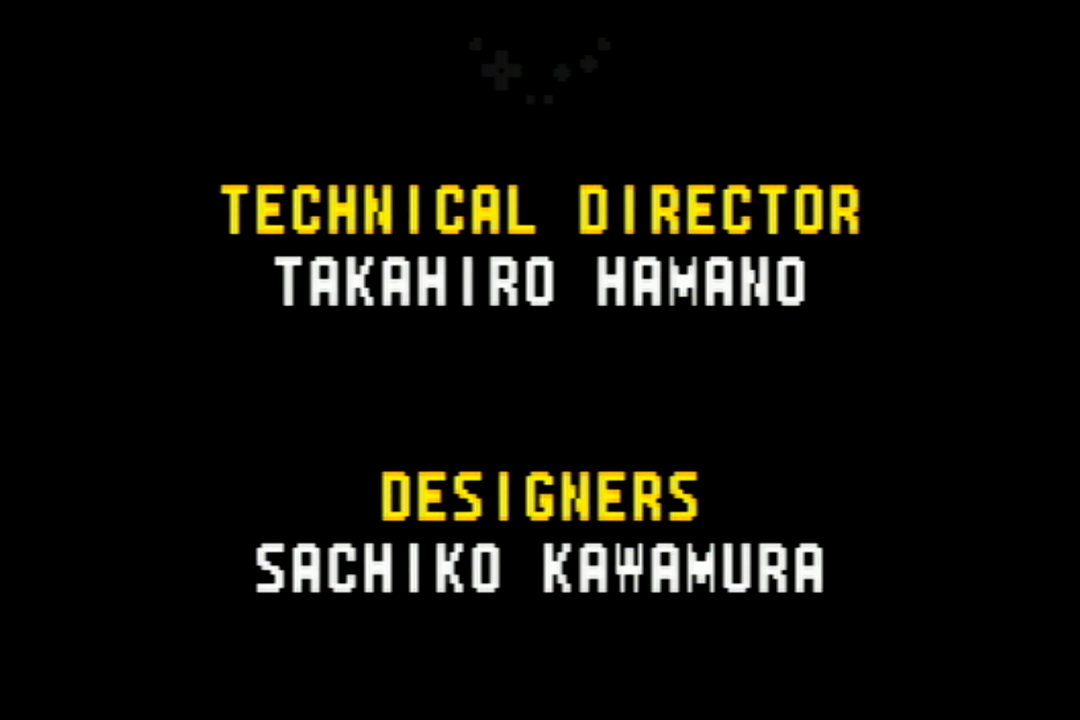 TECHNICAL DIRECTOR
TAKAHIRO HAMANO
DESIGNERS
SACHIKO KAWAMURA